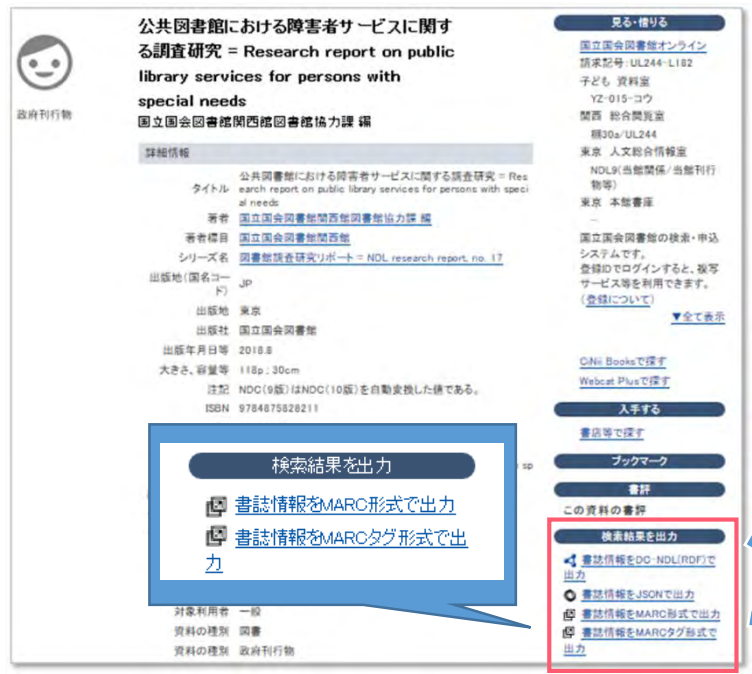 政府刊行物
公共図書館における障害者サービスに関す
る調査研究 = Research report on public
library services for persons with
special needs
国立国会図書館関西館図書館協力課 編
詳細情報
タイトル
公共図書館における障害者サービスに関する調査研究 = Res
earch report on public library services for persons with speci
al needs
著者 国立国会図書館関西館図書館協力課 編
著者標目 国立国会図書館関西館
シリーズ名 図書館調査研究リポート = NDL research report, no. 17
出版地(国名コー
ド) JP
出版地 東京
出版社 国立国会図書館
出版年月日等 2018.8
大きさ、容量等 118p ; 30cm
注記 NDC(9版)はNDC(10版)を自動変換した値である。
ISBN 9784875828211
sp
検索結果を出力
書誌情報をMARC形式で出力
書誌情報をMARCタグ形式で出
力
対象利用者 一般
資料の種別 図書
資料の種別 政府刊行物
見る・借りる
国立国会図書館オンライン
請求記号:UL244-L182
子ども 資料室
YZ-015-コウ
関西 総合閲覧室
棚30a/UL244
東京 人文総合情報室
NDL9(当館関係/当館刊行
物等)
東京 本館書庫
--
国立国会図書館の検索・申込
システムです。
登録IDでログインすると、複写
サービス等を利用できます。
(登録について)
▼全て表示
CiNii Booksで探す
Webcat Plusで探す
入手する
書店等で探す
ブックマーク
書評
この資料の書評
検索結果を出力
書誌情報をDC-NDL(RDF)で
出力
書誌情報をJSONで出力
書誌情報をMARC形式で出力
書誌情報をMARCタグ形式で
出力